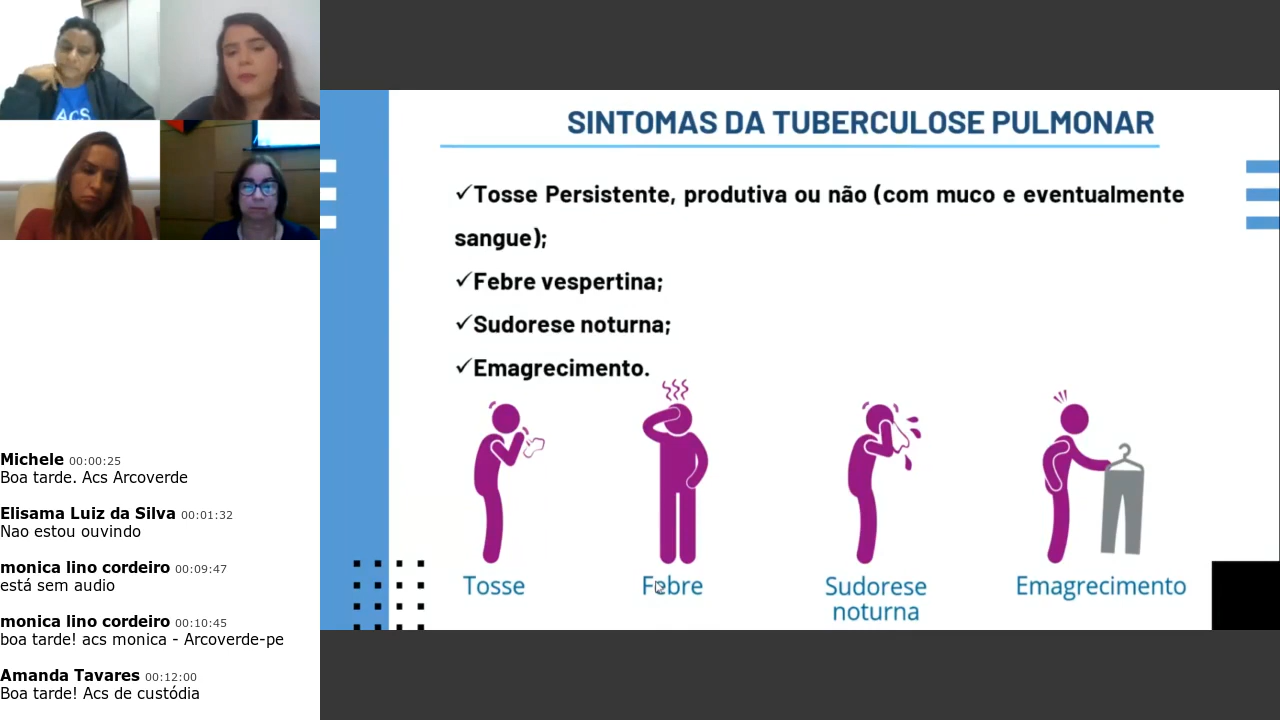 ACS
SINTOMAS DA TUBERCULOSE PULMONAR
✓Tosse Persistente, produtiva ou não (com muco e eventualmente
sangue);
✓Febre vespertina;
✓Sudorese noturna;
✓Emagrecimento.
Tosse
Febre
Sudorese
noturna
Emagrecimento
Michele 00:00:25
Boa tarde. Acs Arcoverde
Elisama Luiz da Silva 00:01:32
Nao estou ouvindo
monica lino cordeiro 00:09:47
está sem audio
monica lino cordeiro 00:10:45
boa tarde! acs monica - Arcoverde-pe
Amanda Tavares 00:12:00
Boa tarde! Acs de custódia